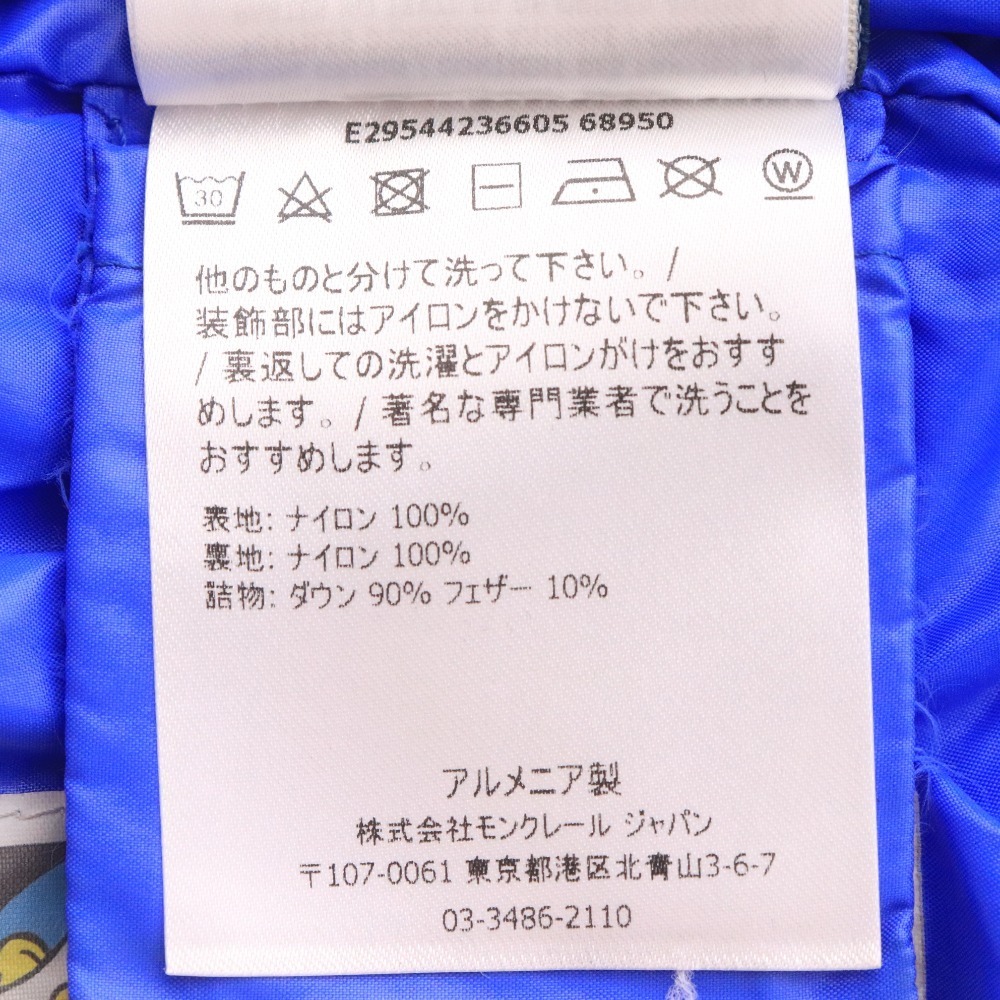 E29544236605 68950
30 W
他のものと分けて洗って下さい。/
装飾部にはアイロンをかけないで下さい。
/ 裏返しての洗濯とアイロンがけをおすす
めします。/ 著名な専門業者で洗うことを
おすすめします。
表地: ナイロン 100%
裏地: ナイロン 100%
詰物: ダウン 90% フェザー 10%
アルメニア製
株式会社モンクレール ジャパン
〒107-0061 東京都港区北青山3-6-7
03-3486-2110